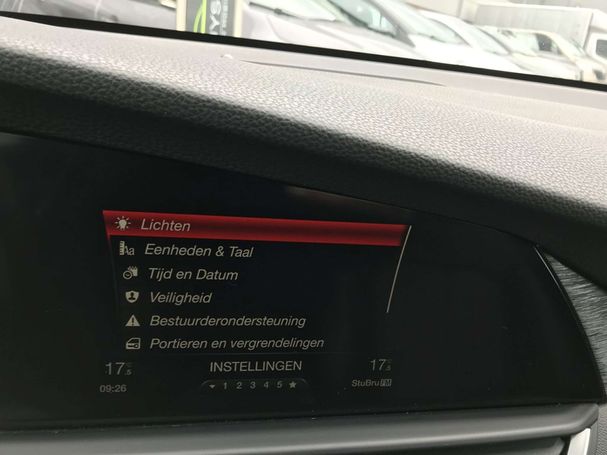 YS
Lichten
Eenheden & Taal
Tijd en Datum
Veiligheid
Bestuurderondersteuning
Portieren en vergrendelingen
17.5 INSTELLINGEN 17.5
09:26 1 2 3 4 5 StuBru FM